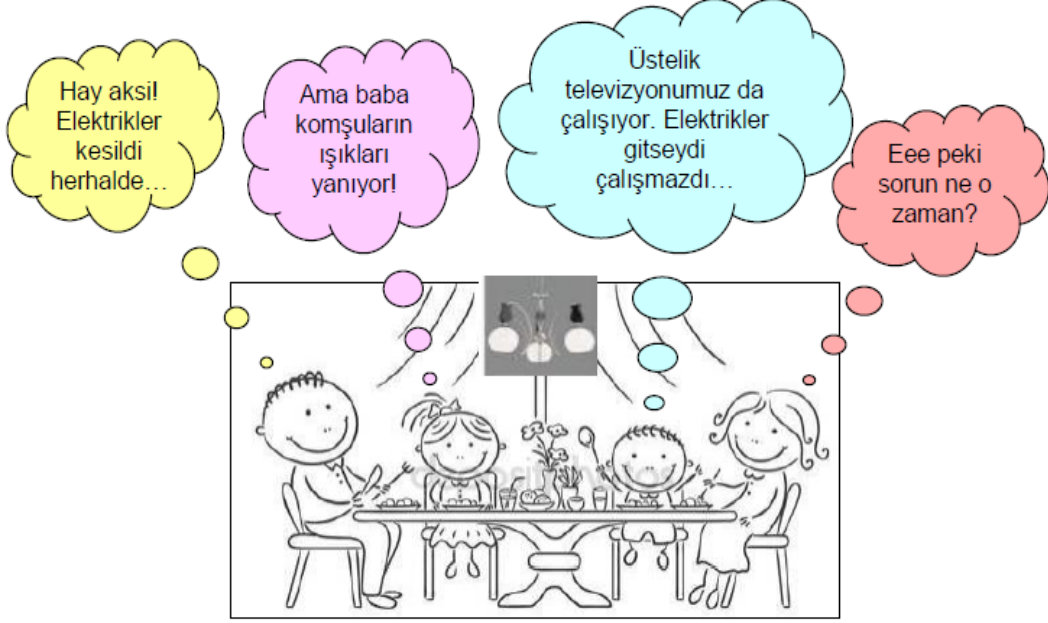 Hay aksi!
Elektrikler
kesildi
herhalde…
Ama baba
komşuların
ışıkları
yanıyor!
Üstelik
televizyonumuz da
çalışıyor. Elektrikler
gitseydi
çalışmazdı…
Eee peki
sorun ne o
zaman?
depositphotos